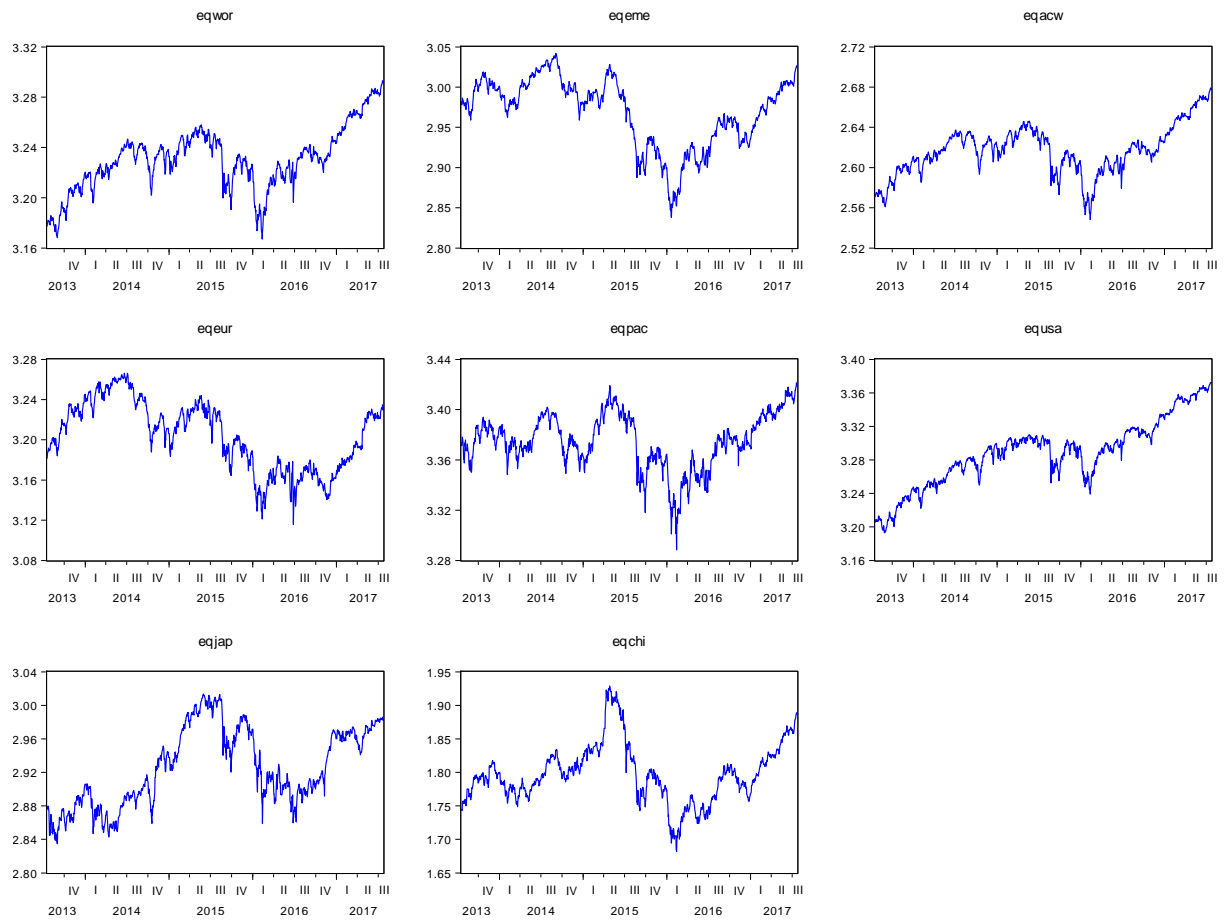 eqwor eqeme eqacw
3.32 3.05 2.72
3.28 3.00 2.68
3.24 2.95 2.64
3.20 2.90 2.60
3.16 2.85 2.56
2.80 2.52
IV I II III IV I II III IV I II III IV I II III IV I II III IV I II III IV I II III IV I II III IV I II III IV I II III IV I II III IV I II III
2013 2014 2015 2016 2017 2013 2014 2015 2016 2017 2013 2014 2015 2016 2017
eqeur eqpac equsa
3.28 3.44 3.40
3.24 3.40 3.36
3.20 3.36 3.32
3.16 3.32 3.28
3.12 3.28 3.24
3.08 3.20
3.16
IV I II III IV I II III IV I II III IV I II III IV I II III IV I II III IV I II III IV I II III IV I II III IV I II III IV I II III IV I II III
2013 2014 2015 2016 2017 2013 2014 2015 2016 2017 2013 2014 2015 2016 2017
eqjap eqchi
3.04 1.95
3.00 1.90
2.96 1.85
2.92 1.80
2.88 1.75
2.84 1.70
2.80 1.65
IV I II III IV I II III IV I II III IV I II III IV I II III IV I II III IV I II III IV I II III
2013 2014 2015 2016 2017 2013 2014 2015 2016 2017